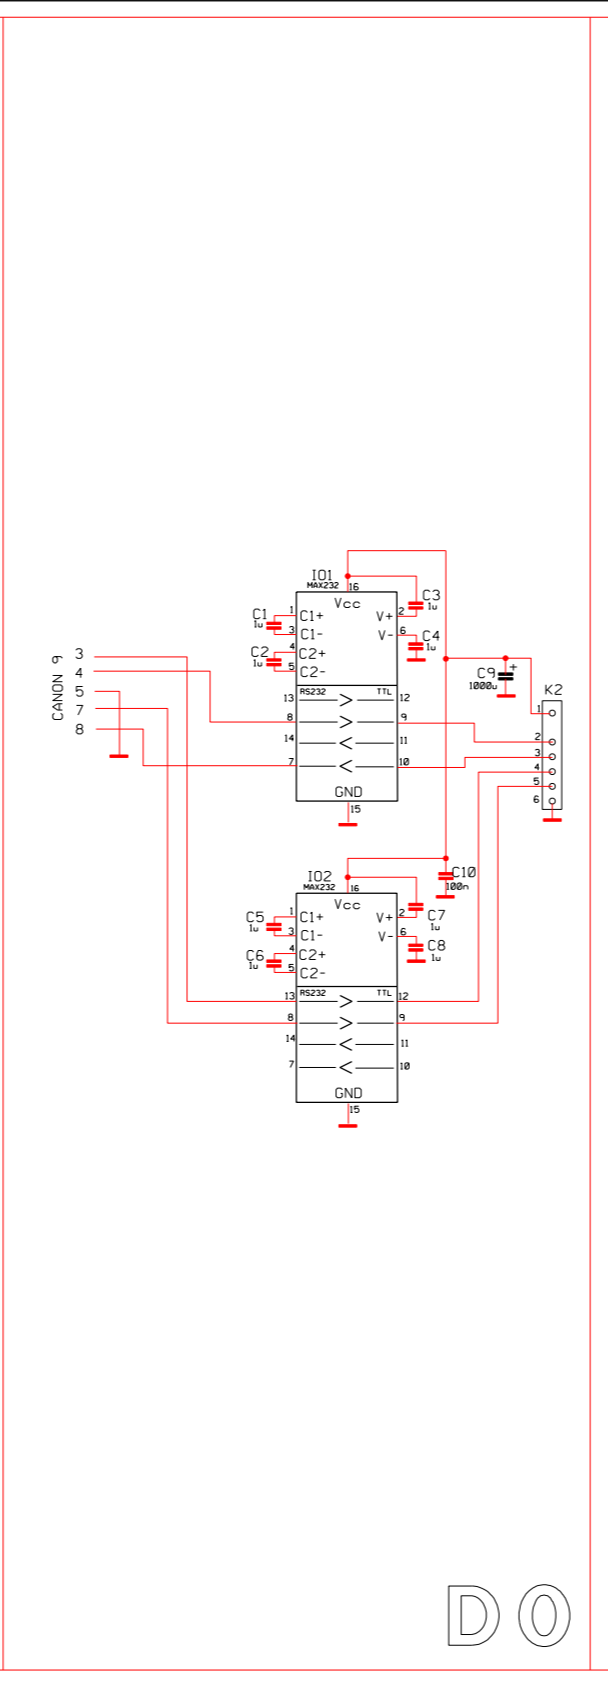 IO1
MAX232
16
Vcc
C1
1u
1
C1+
3
C1-
C2
1u
4
C2+
5
C2-
V+
2
C3
1u
V-
6
C4
1u
RS232
TTL
13
12
8
9
14
11
7
10
GND
15
CANON 9
3
4
5
7
8
C9
+
1000u
K2
1
2
3
4
5
6
C10
100n
IO2
MAX232
16
Vcc
C5
1u
1
C1+
3
C1-
C6
1u
4
C2+
5
C2-
V+
2
C7
1u
V-
6
C8
1u
RS232
TTL
13
12
8
9
14
11
7
10
GND
15
DO